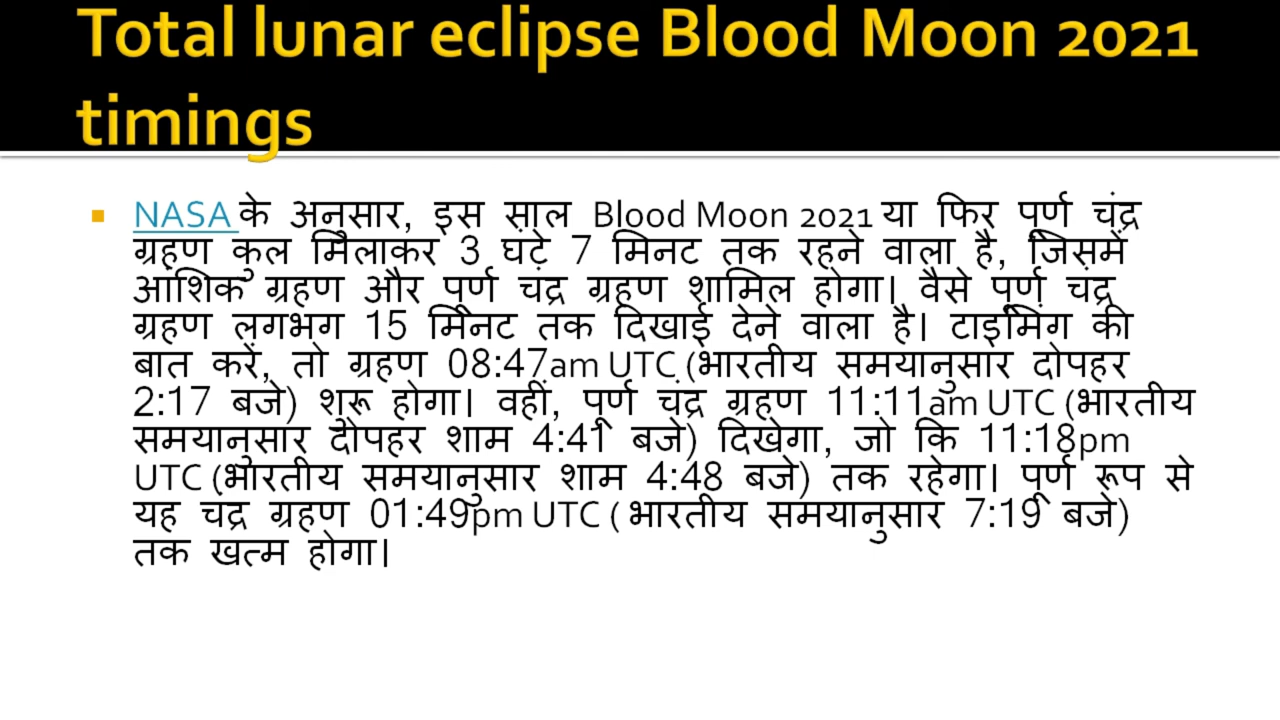 Total lunar eclipse Blood Moon 2021
timings
NASA के अनुसार, इस साल Blood Moon 2021 या फिर पूर्ण चंद्र
ग्रहण कुल मिलाकर 3 घंटे 7 मिनट तक रहने वाला है, जिसमें
आंशिक ग्रहण और पूर्ण चंद्र ग्रहण शामिल होगा। वैसे पूर्ण चंद्र
ग्रहण लगभग 15 मिनट तक दिखाई देने वाला है। टाइमिंग की
बात करें, तो ग्रहण 08:47am UTC (भारतीय समयानुसार दोपहर
2:17 बजे) शुरू होगा। वहीं, पूर्ण चंद्र ग्रहण 11:11am UTC (भारतीय
समयानुसार दोपहर शाम 4:41 बजे) दिखेगा, जो कि 11:18pm
UTC (भारतीय समयानुसार शाम 4:48 बजे) तक रहेगा। पूर्ण रूप से
यह चंद्र ग्रहण 01:49pm UTC ( भारतीय समयानुसार 7:19 बजे)
तक खत्म होगा।